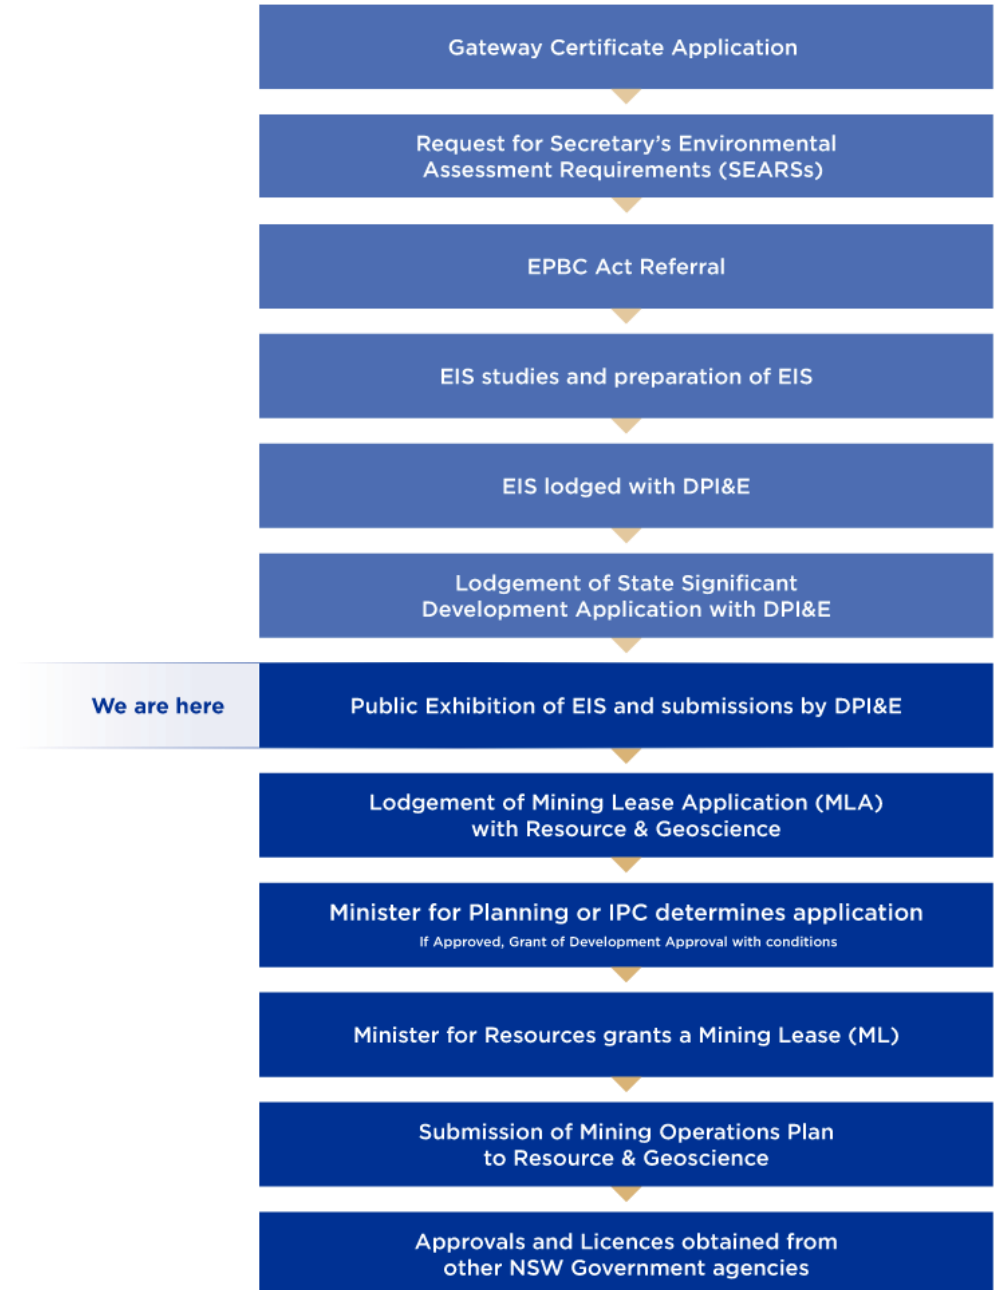 Gateway Certificate Application
Request for Secretary’s Environmental
Assessment Requirements (SEARSs)
EPBC Act Referral
EIS studies and preparation of EIS
EIS lodged with DPI&E
Lodgement of State Significant
Development Application with DPI&E
We are here
Public Exhibition of EIS and submissions by DPI&E
Lodgement of Mining Lease Application (MLA)
with Resource & Geoscience
Minister for Planning or IPC determines application
If Approved, Grant of Development Approval with conditions
Minister for Resources grants a Mining Lease (ML)
Submission of Mining Operations Plan
to Resource & Geoscience
Approvals and Licences obtained from
other NSW Government agencies